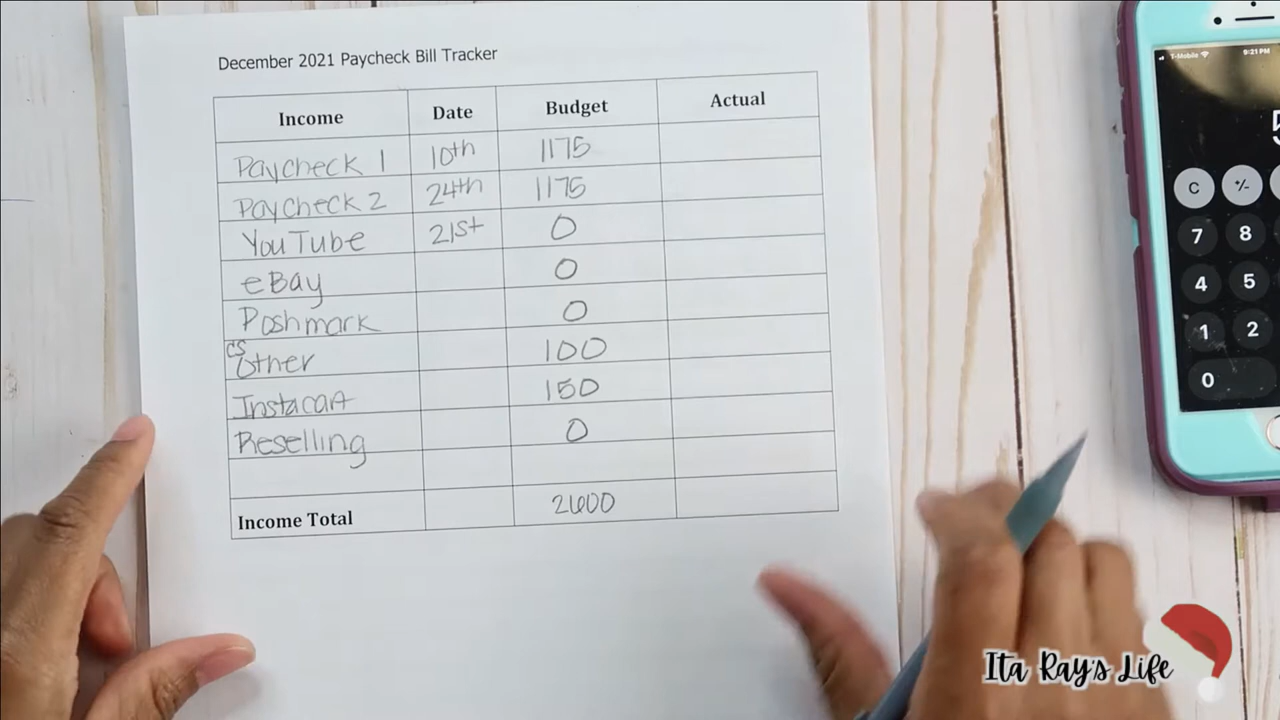 December 2021 Paycheck Bill Tracker
Income Date Budget Actual
Paycheck 1 10th 1175
Paycheck 2 24th 1175
YouTube 21st 0
eBay 0
Poshmark 0
CS
Other 100
Instacart 150
Reselling 0
Income Total 2600
T-Mobile 9:21 PM
5
C +/-
7 8
4 5
1 2
0
Ita Ray's Life